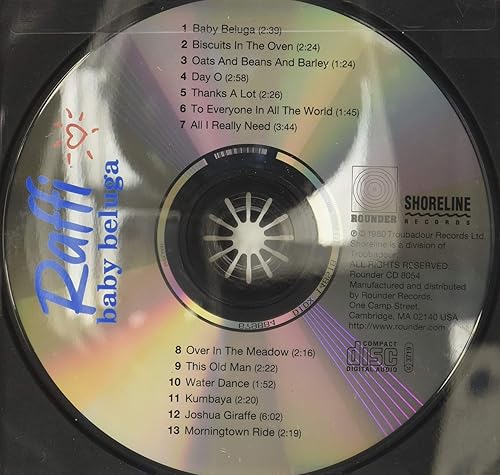 1 Baby Beluga (2:39)
2 Biscuits In The Oven (2:24)
3 Oats And Beans And Barley (1:24)
4 Day O (2:58)
5 Thanks A Lot (2:26)
6 To Everyone In All The World (1:45)
7 All I Really Need (3:44)
Raffi
baby beluga
ROUNDER
SHORELINE
RECORDS
℗ © 1980 Troubadour Records Ltd.
Shoreline is a division of
Troubadour
ALL RIGHTS RESERVED.
Rounder CD 8054
Manufactured and distributed
by Rounder Records,
One Camp Street,
Cambridge, MA 02140 USA
http://www.rounder.com
COMPACT
disc
DIGITAL AUDIO
8 Over In The Meadow (2:16)
9 This Old Man (2:22)
10 Water Dance (1:52)
11 Kumbaya (2:20)
12 Joshua Giraffe (6:02)
13 Morningtown Ride (2:19)